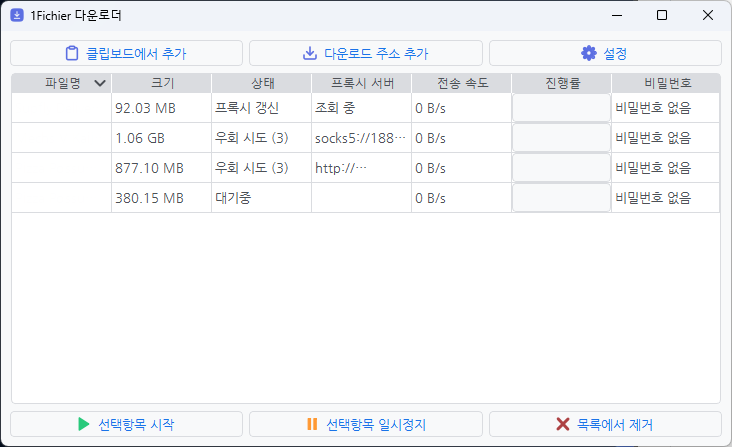 1Fichier 다운로더
클립보드에서 추가 다운로드 주소 추가 설정
파일명 크기 상태 프록시 서버 전송 속도 진행률 비밀번호
92.03 MB 프록시 갱신 조회 중 0 B/s 비밀번호 없음
1.06 GB 우회 시도 (3) socks5://188… 0 B/s 비밀번호 없음
877.10 MB 우회 시도 (3) http://… 0 B/s 비밀번호 없음
380.15 MB 대기중 0 B/s 비밀번호 없음
선택항목 시작 선택항목 일시정지 목록에서 제거